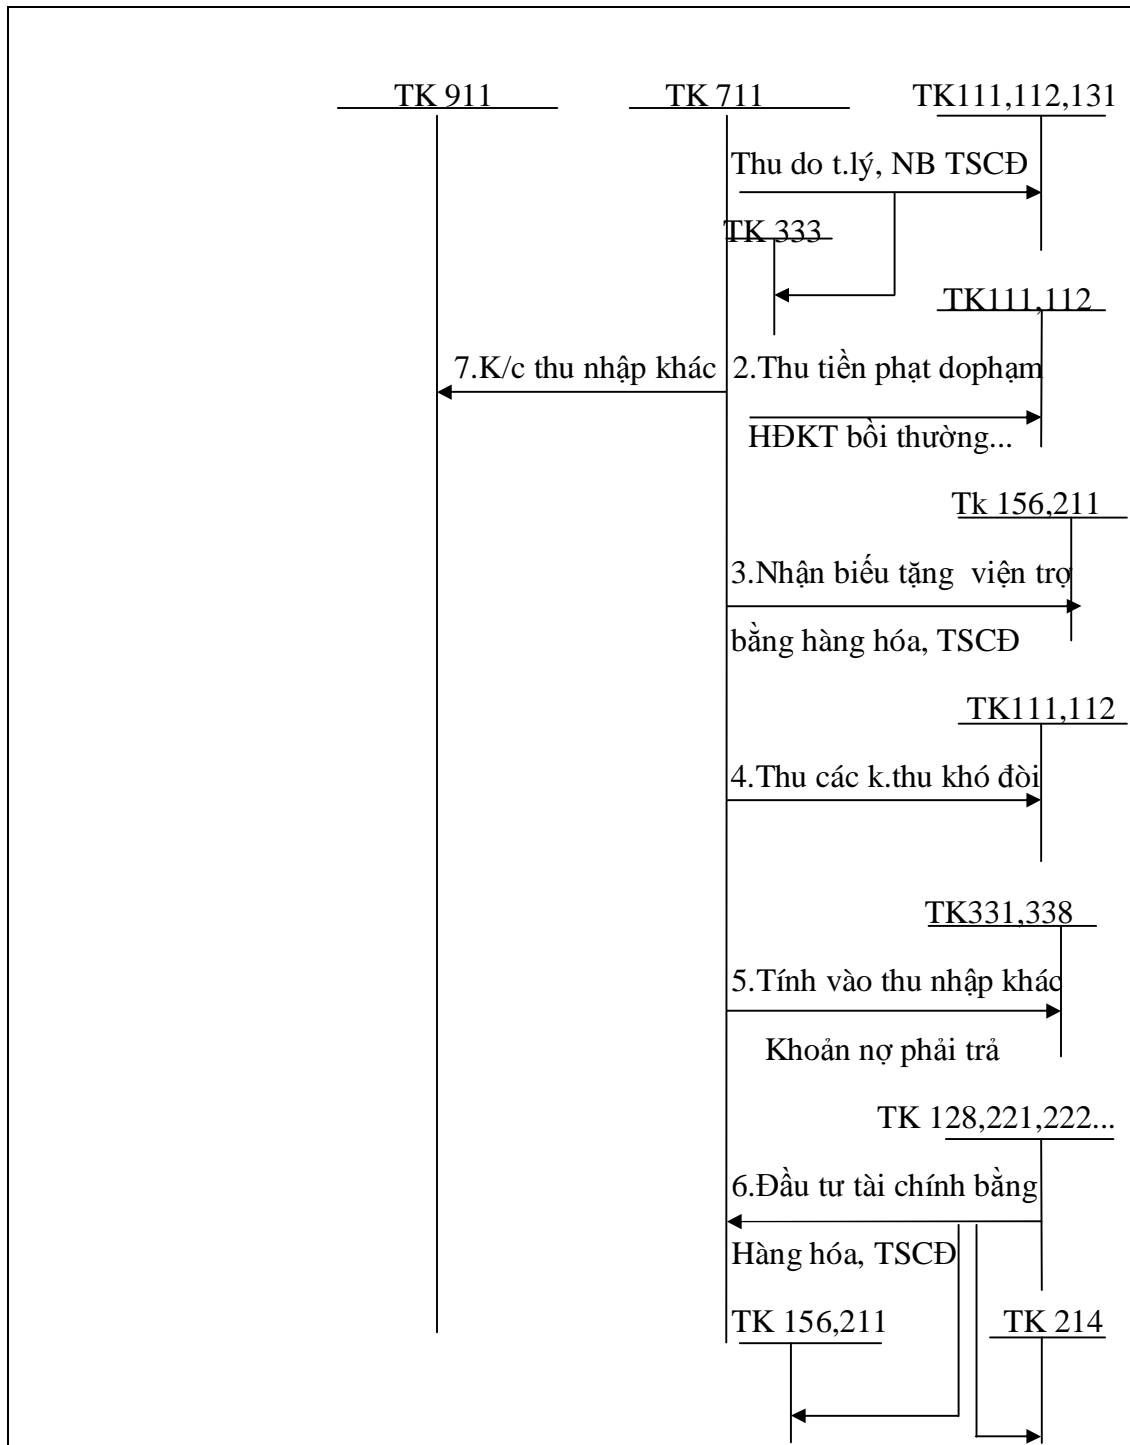 TK 911 TK 711 TK111,112,131
Thu do t.lý, NB TSCĐ
TK 333
TK111,112
7.K/c thu nhập khác 2.Thu tiền phạt dophạm
HĐKT bồi thường...
Tk 156,211
3.Nhận biếu tặng viện trợ
bằng hàng hóa, TSCĐ
TK111,112
4.Thu các k.thu khó đòi
TK331,338
5.Tính vào thu nhập khác
Khoản nợ phải trả
TK 128,221,222...
6.Đầu tư tài chính bằng
Hàng hóa, TSCĐ
TK 156,211 TK 214